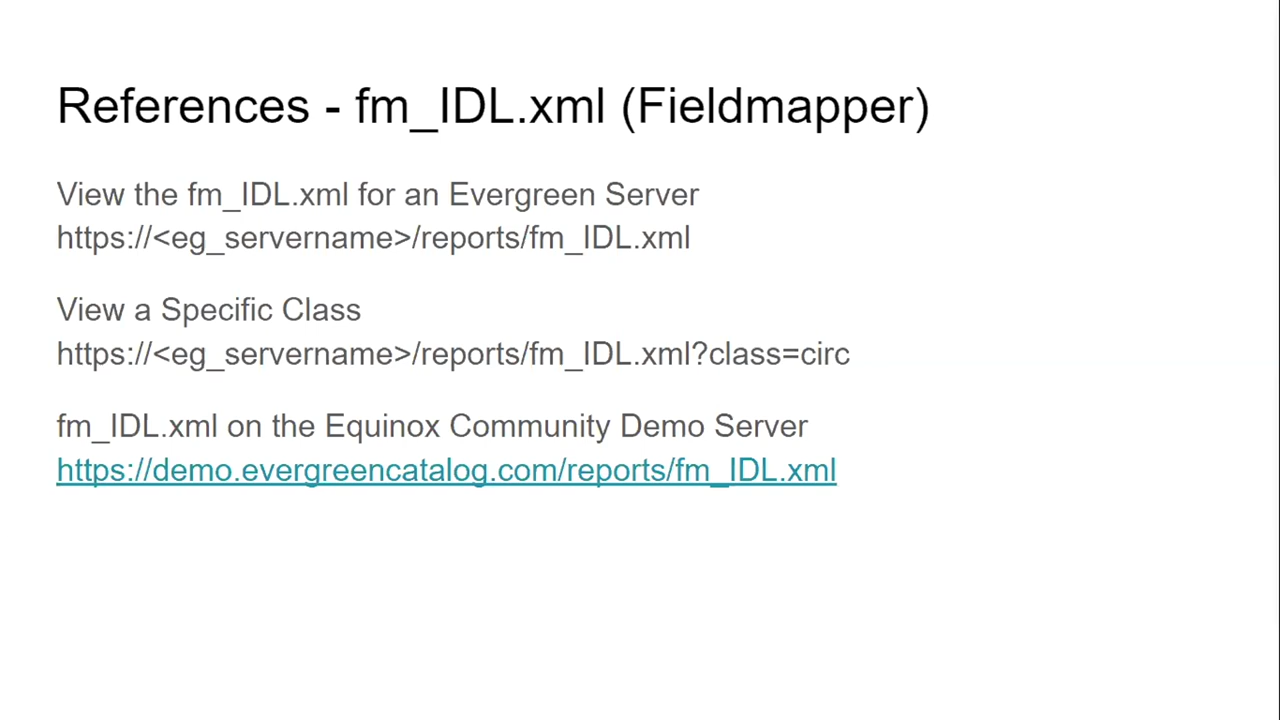 References - fm_IDL.xml (Fieldmapper)
View the fm_IDL.xml for an Evergreen Server
https://<eg_servername>/reports/fm_IDL.xml
View a Specific Class
https://<eg_servername>/reports/fm_IDL.xml?class=circ
fm_IDL.xml on the Equinox Community Demo Server
https://demo.evergreencatalog.com/reports/fm_IDL.xml